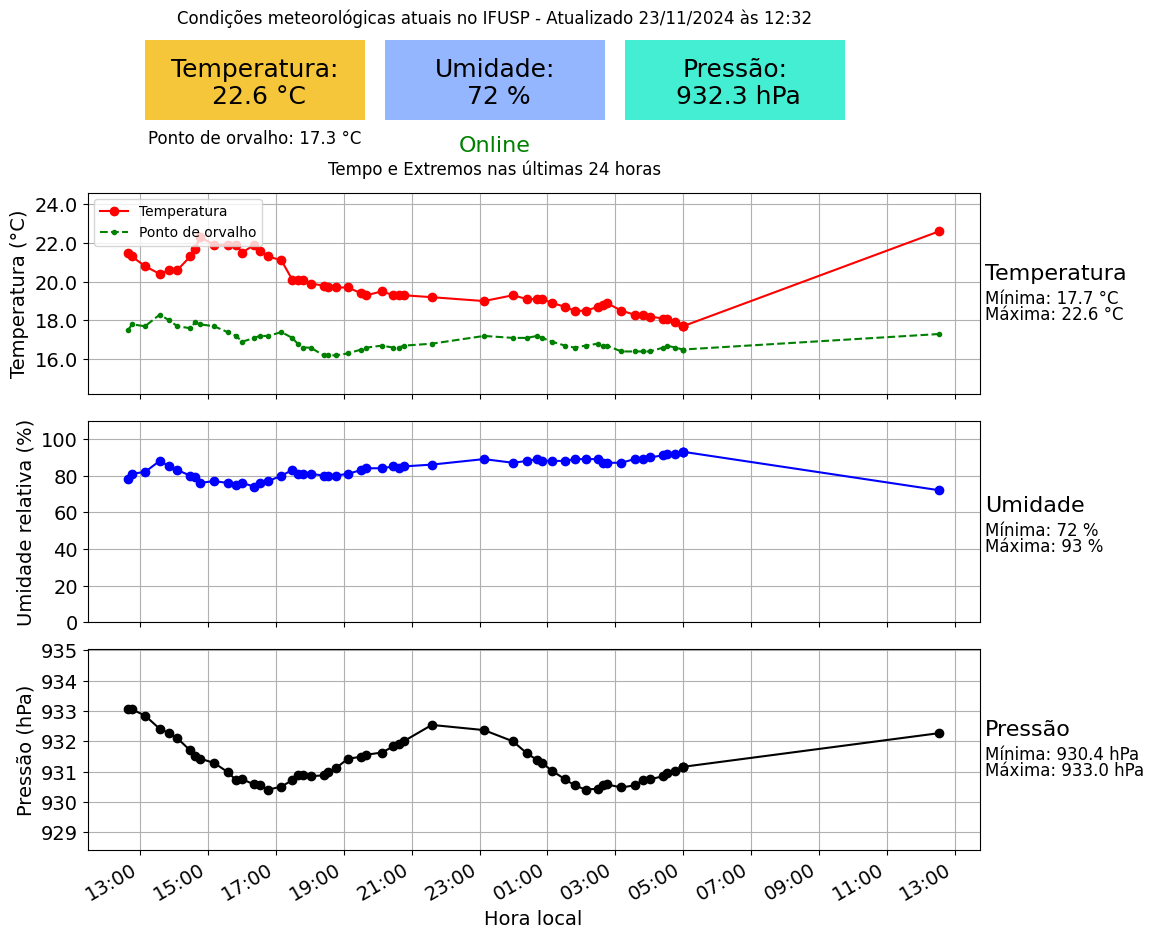 Condições meteorológicas atuais no IFUSP - Atualizado 23/11/2024 às 12:32
Temperatura:
22.6 °C
Umidade:
72 %
Pressão:
932.3 hPa
Ponto de orvalho: 17.3 °C
Online
Tempo e Extremos nas últimas 24 horas
Temperatura (°C)
24.0
22.0
20.0
18.0
16.0
Temperatura
Ponto de orvalho
Temperatura
Mínima: 17.7 °C
Máxima: 22.6 °C
Umidade relativa (%)
100
80
60
40
20
0
Umidade
Mínima: 72 %
Máxima: 93 %
Pressão (hPa)
935
934
933
932
931
930
929
Pressão
Mínima: 930.4 hPa
Máxima: 933.0 hPa
13:00 15:00 17:00 19:00 21:00 23:00 01:00 03:00 05:00 07:00 09:00 11:00 13:00
Hora local